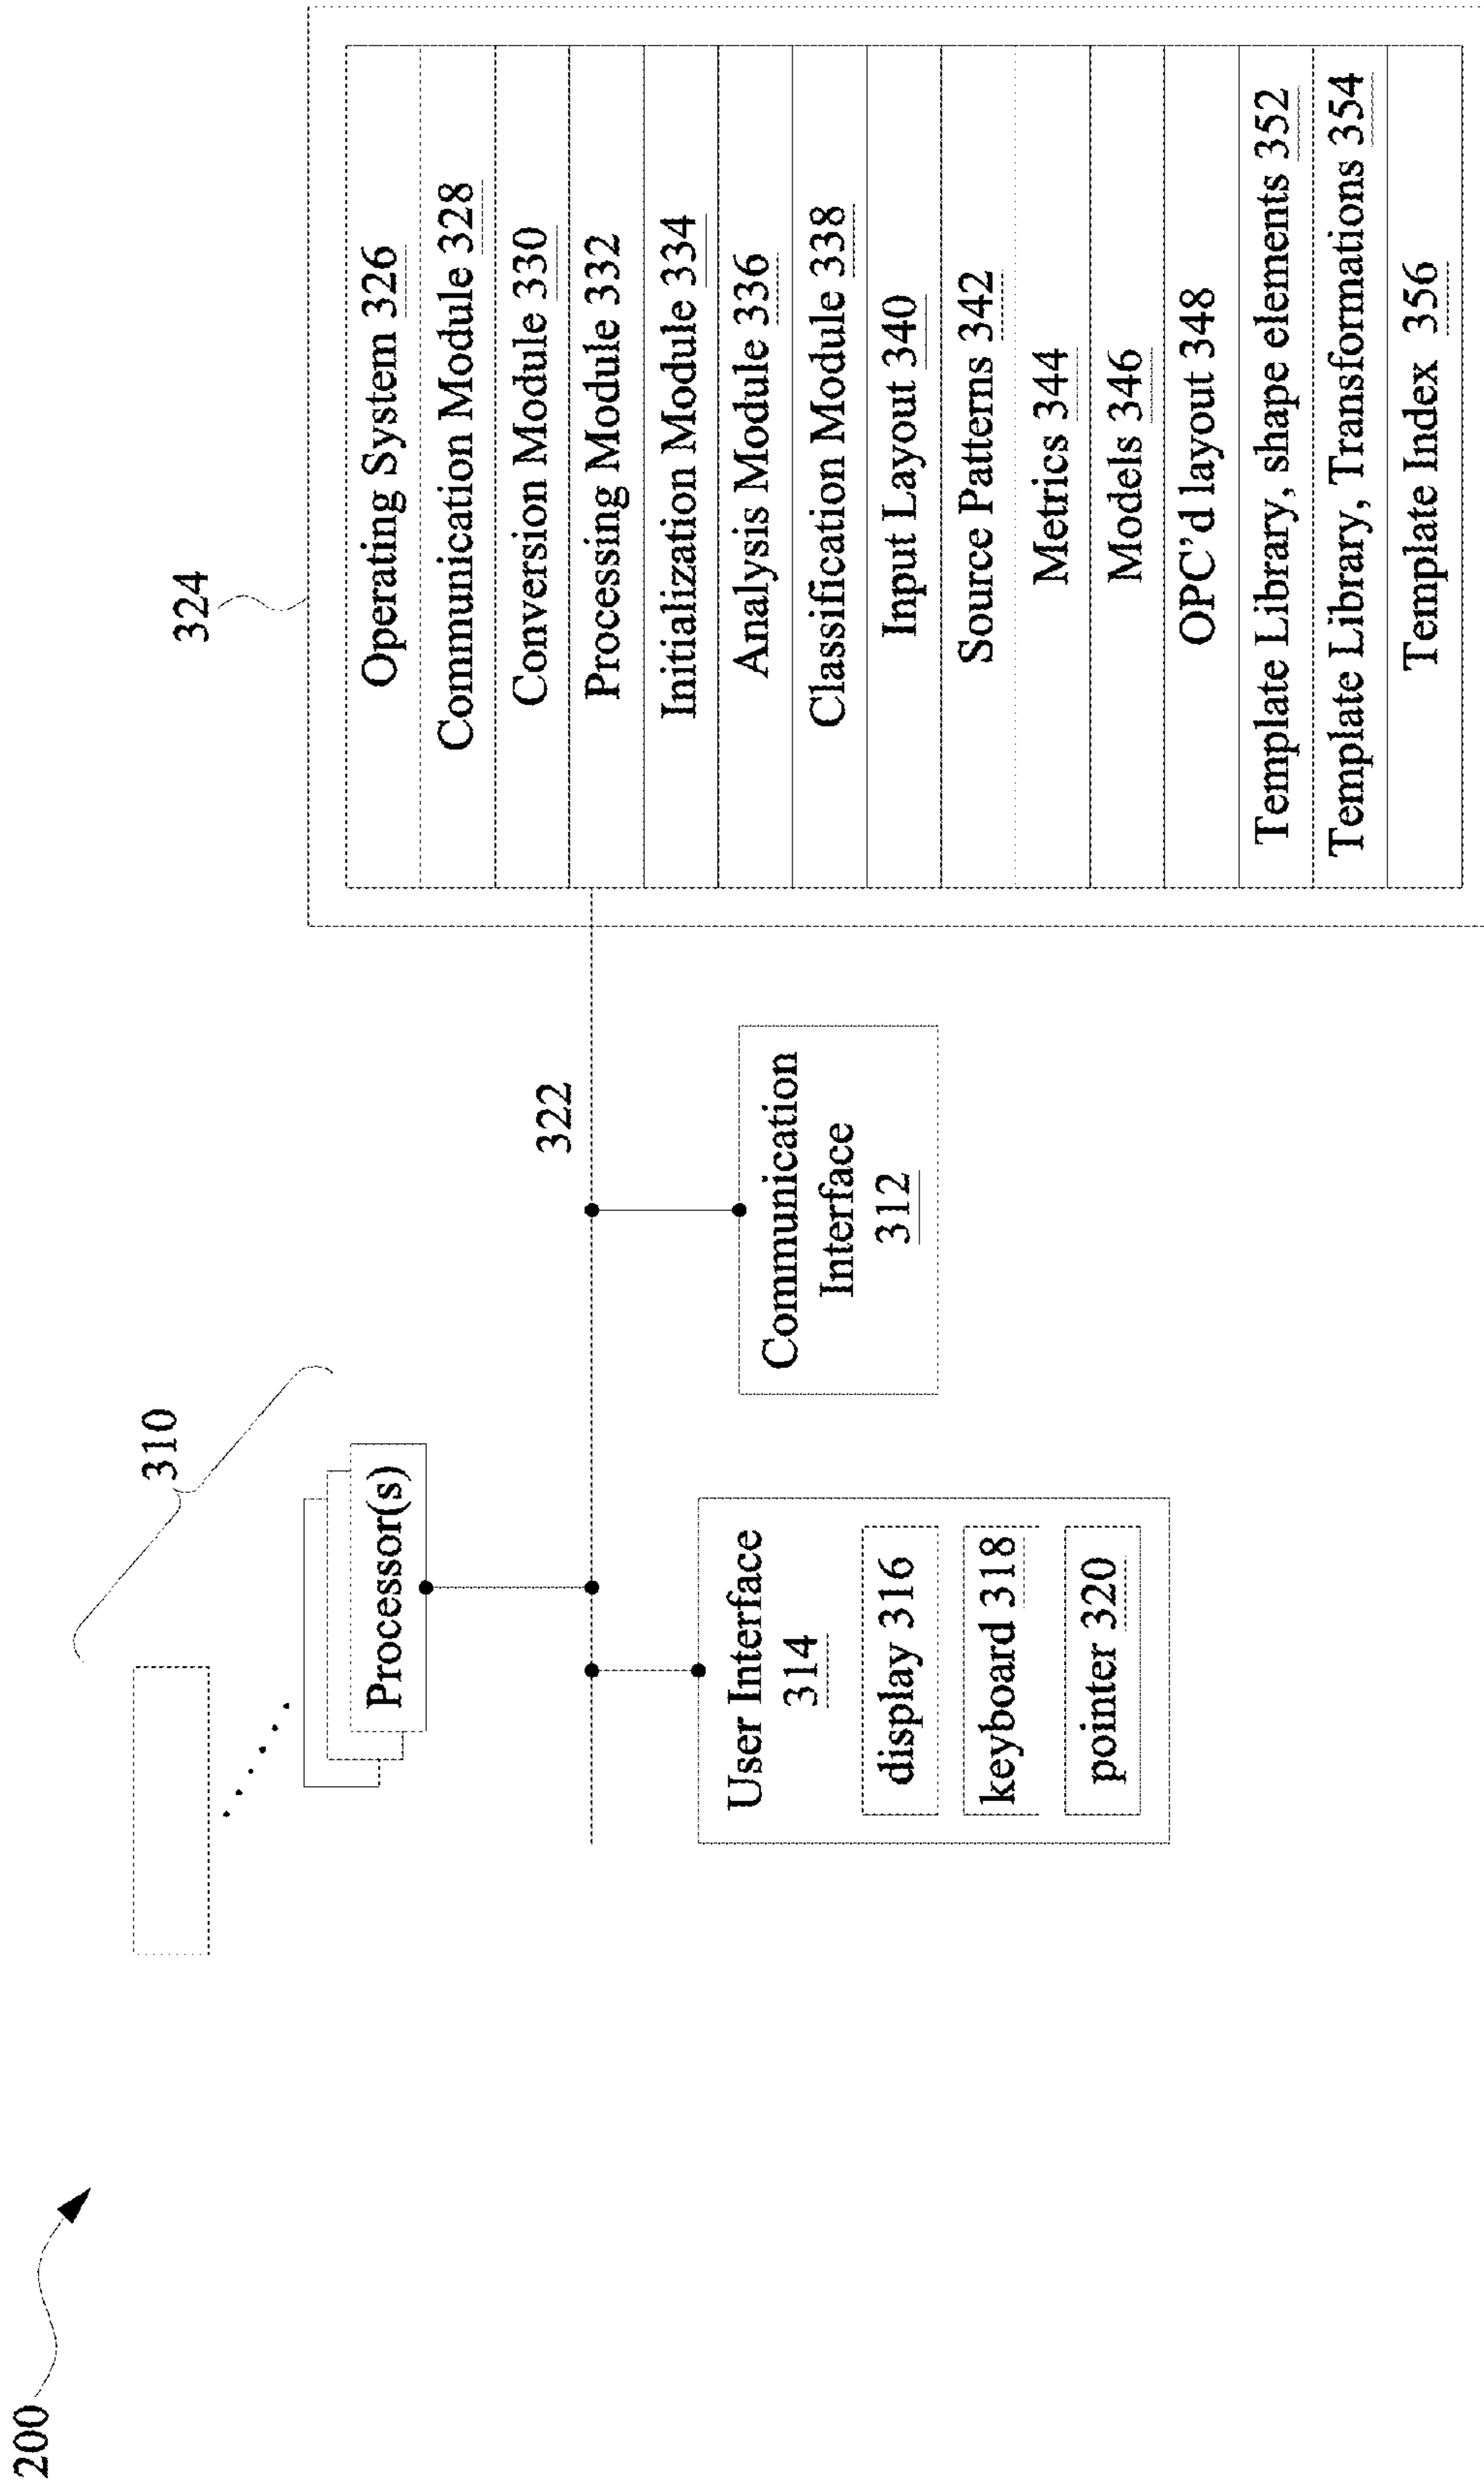 200
310
Processor(s)
User Interface
314
display 316
keyboard 318
pointer 320
322
Communication
Interface
312
324
Operating System 326
Communication Module 328
Conversion Module 330
Processing Module 332
Initialization Module 334
Analysis Module 336
Classification Module 338
Input Layout 340
Source Patterns 342
Metrics 344
Models 346
OPC'd layout 348
Template Library, shape elements 352
Template Library, Transformations 354
Template Index 356